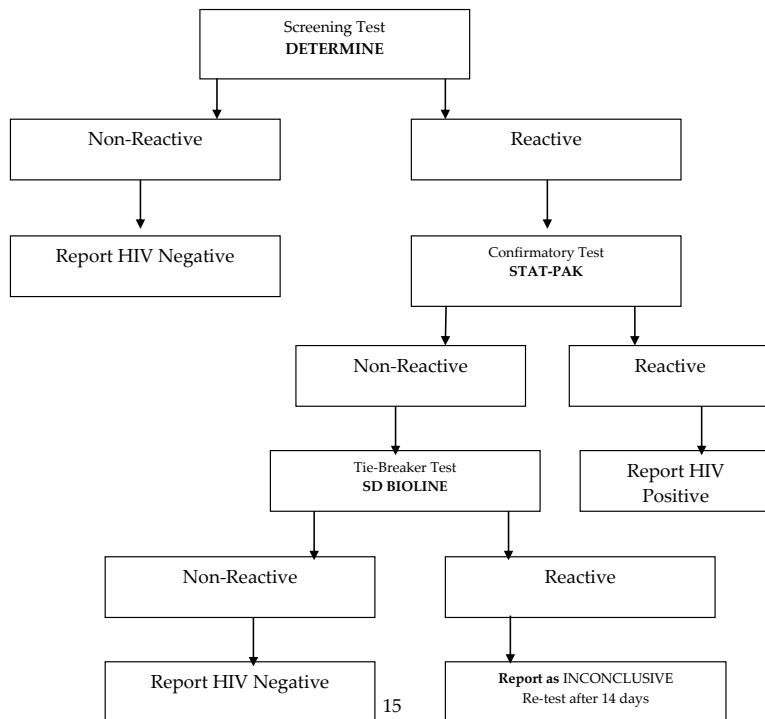 Screening Test
DETERMINE
Non-Reactive
Reactive
Report HIV Negative
Confirmatory Test
STAT-PAK
Non-Reactive
Reactive
Tie-Breaker Test
SD BIOLINE
Report HIV
Positive
Non-Reactive
Reactive
Report HIV Negative
Report as INCONCLUSIVE
Re-test after 14 days
15